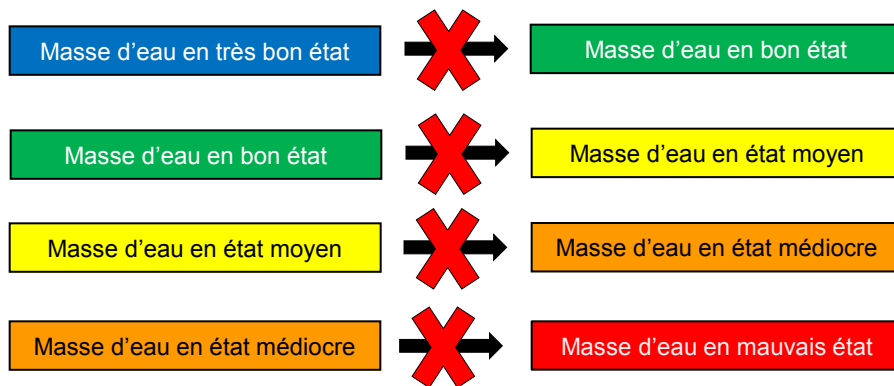 Masse d’eau en très bon état
Masse d’eau en bon état
Masse d’eau en bon état
Masse d’eau en état moyen
Masse d’eau en état moyen
Masse d’eau en état médiocre
Masse d’eau en état médiocre
Masse d’eau en mauvais état